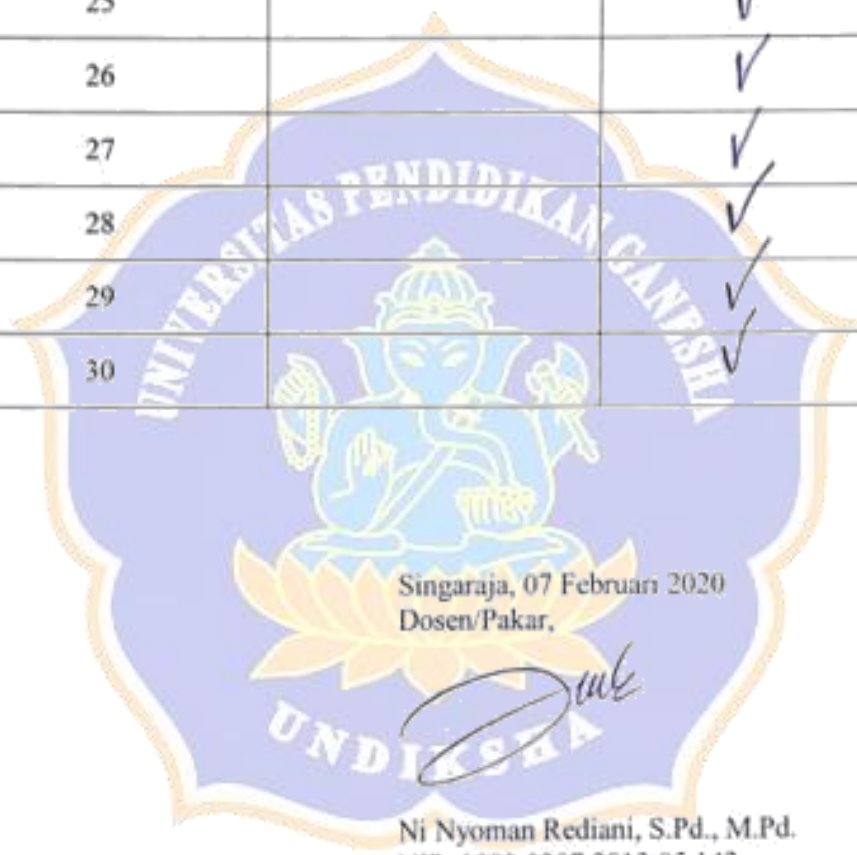 25 ✓
26 ✓
27 ✓
28 ✓
29 ✓
30 ✓
UNIVERSITAS PENDIDIKAN GANESHA
Singaraja, 07 Februari 2020
Dosen/Pakar,
UNDIKSHA
Ni Nyoman Rediani, S.Pd., M.Pd.